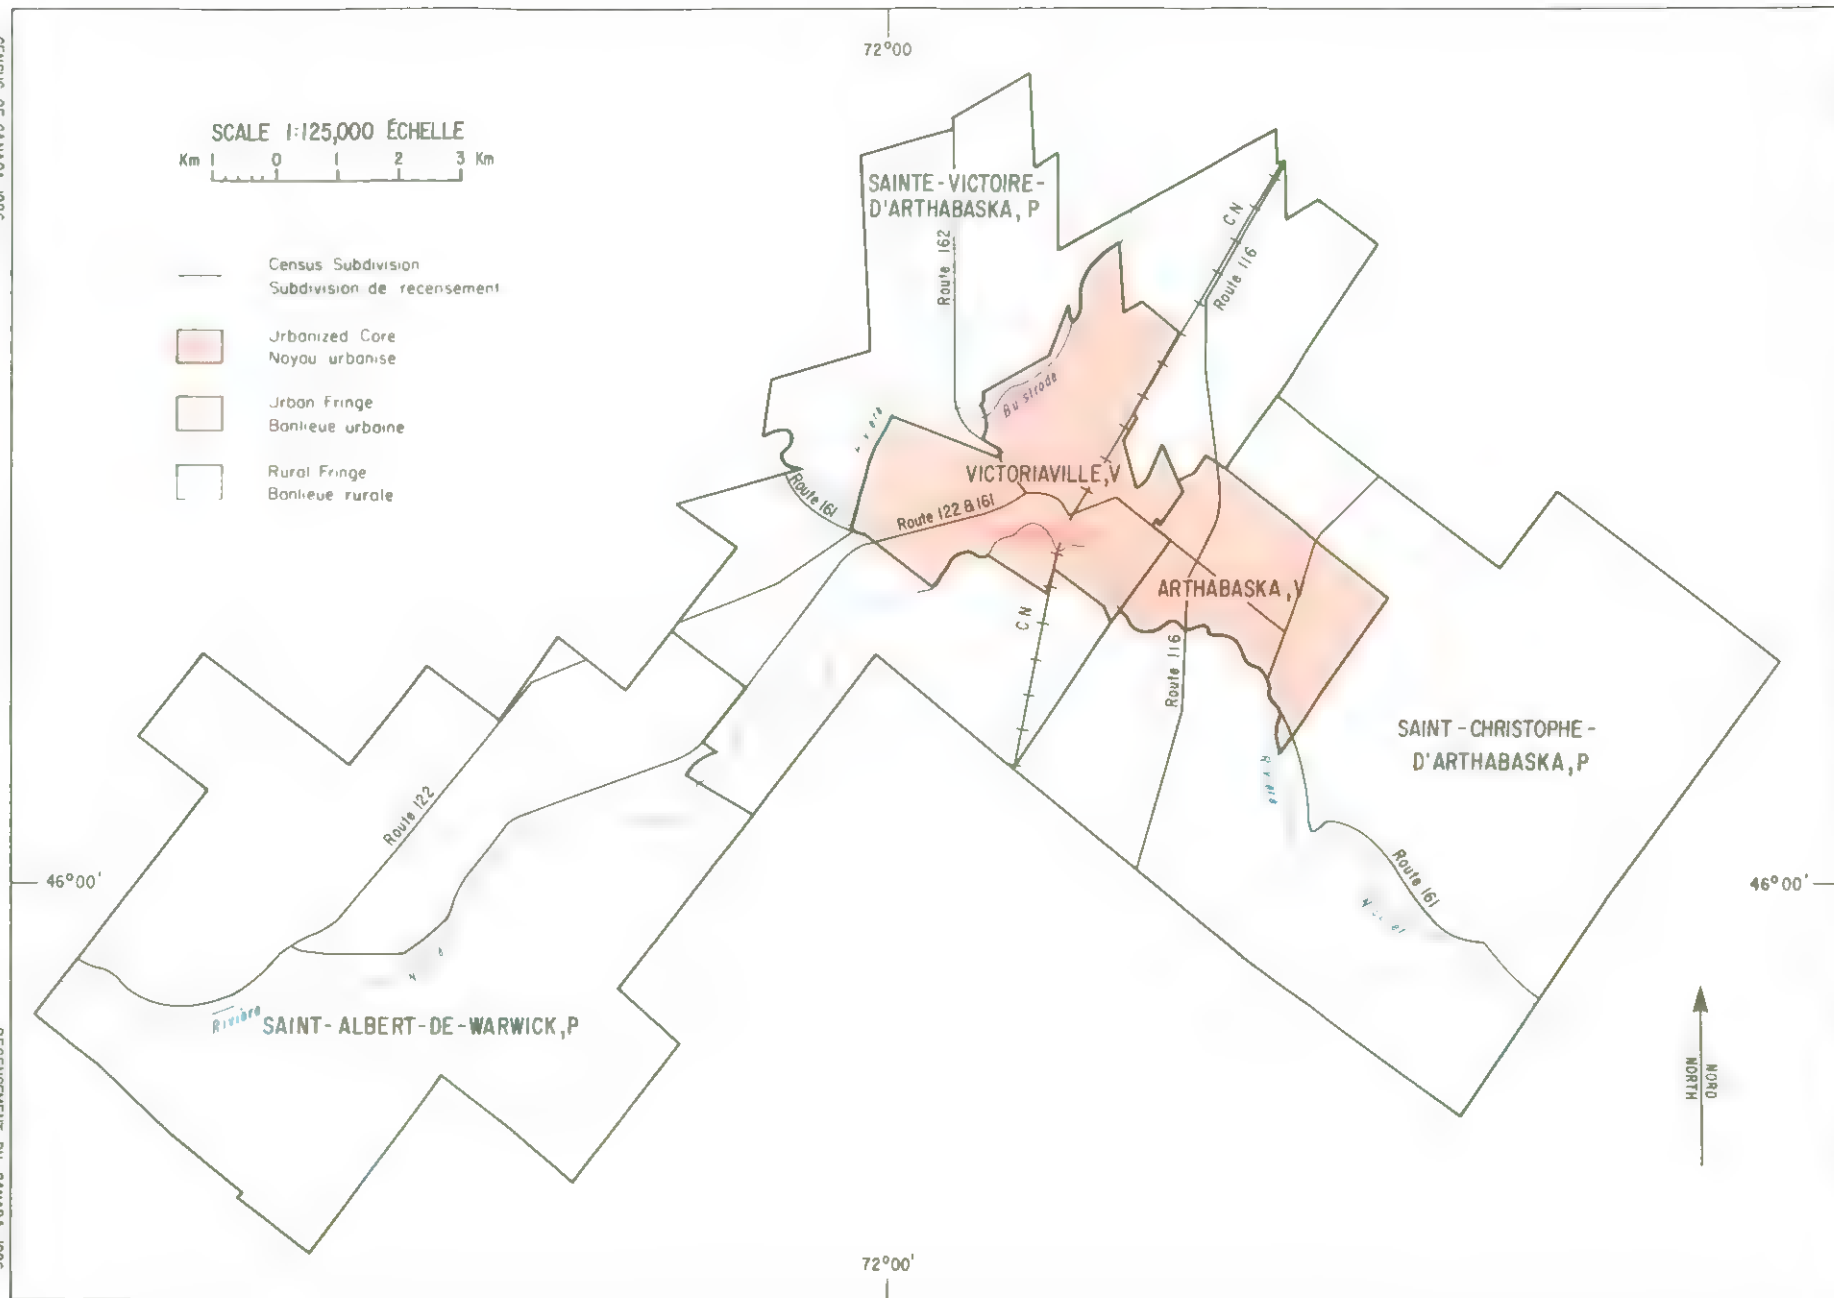 72°00
SCALE 1:125,000 ÉCHELLE
Km 1 0 1 2 3 Km
Census Subdivision
Subdivision de recensement
Urbanized Core
Noyau urbanisé
Urban Fringe
Banlieue urbaine
Rural Fringe
Banlieue rurale
SAINTE-VICTOIRE-
D'ARTHABASKA, P
Route 162
CN
Route 116
Bustrode
VICTORIAVILLE, V
Route 161
Route 122 & 161
ARTHABASKA, V
CN
Route 116
SAINT-CHRISTOPHE-
D'ARTHABASKA, P
Route 122
Route 161
46°00'
46°00'
Rivière
SAINT-ALBERT-DE-WARWICK, P
NORD
NORTH
72°00'